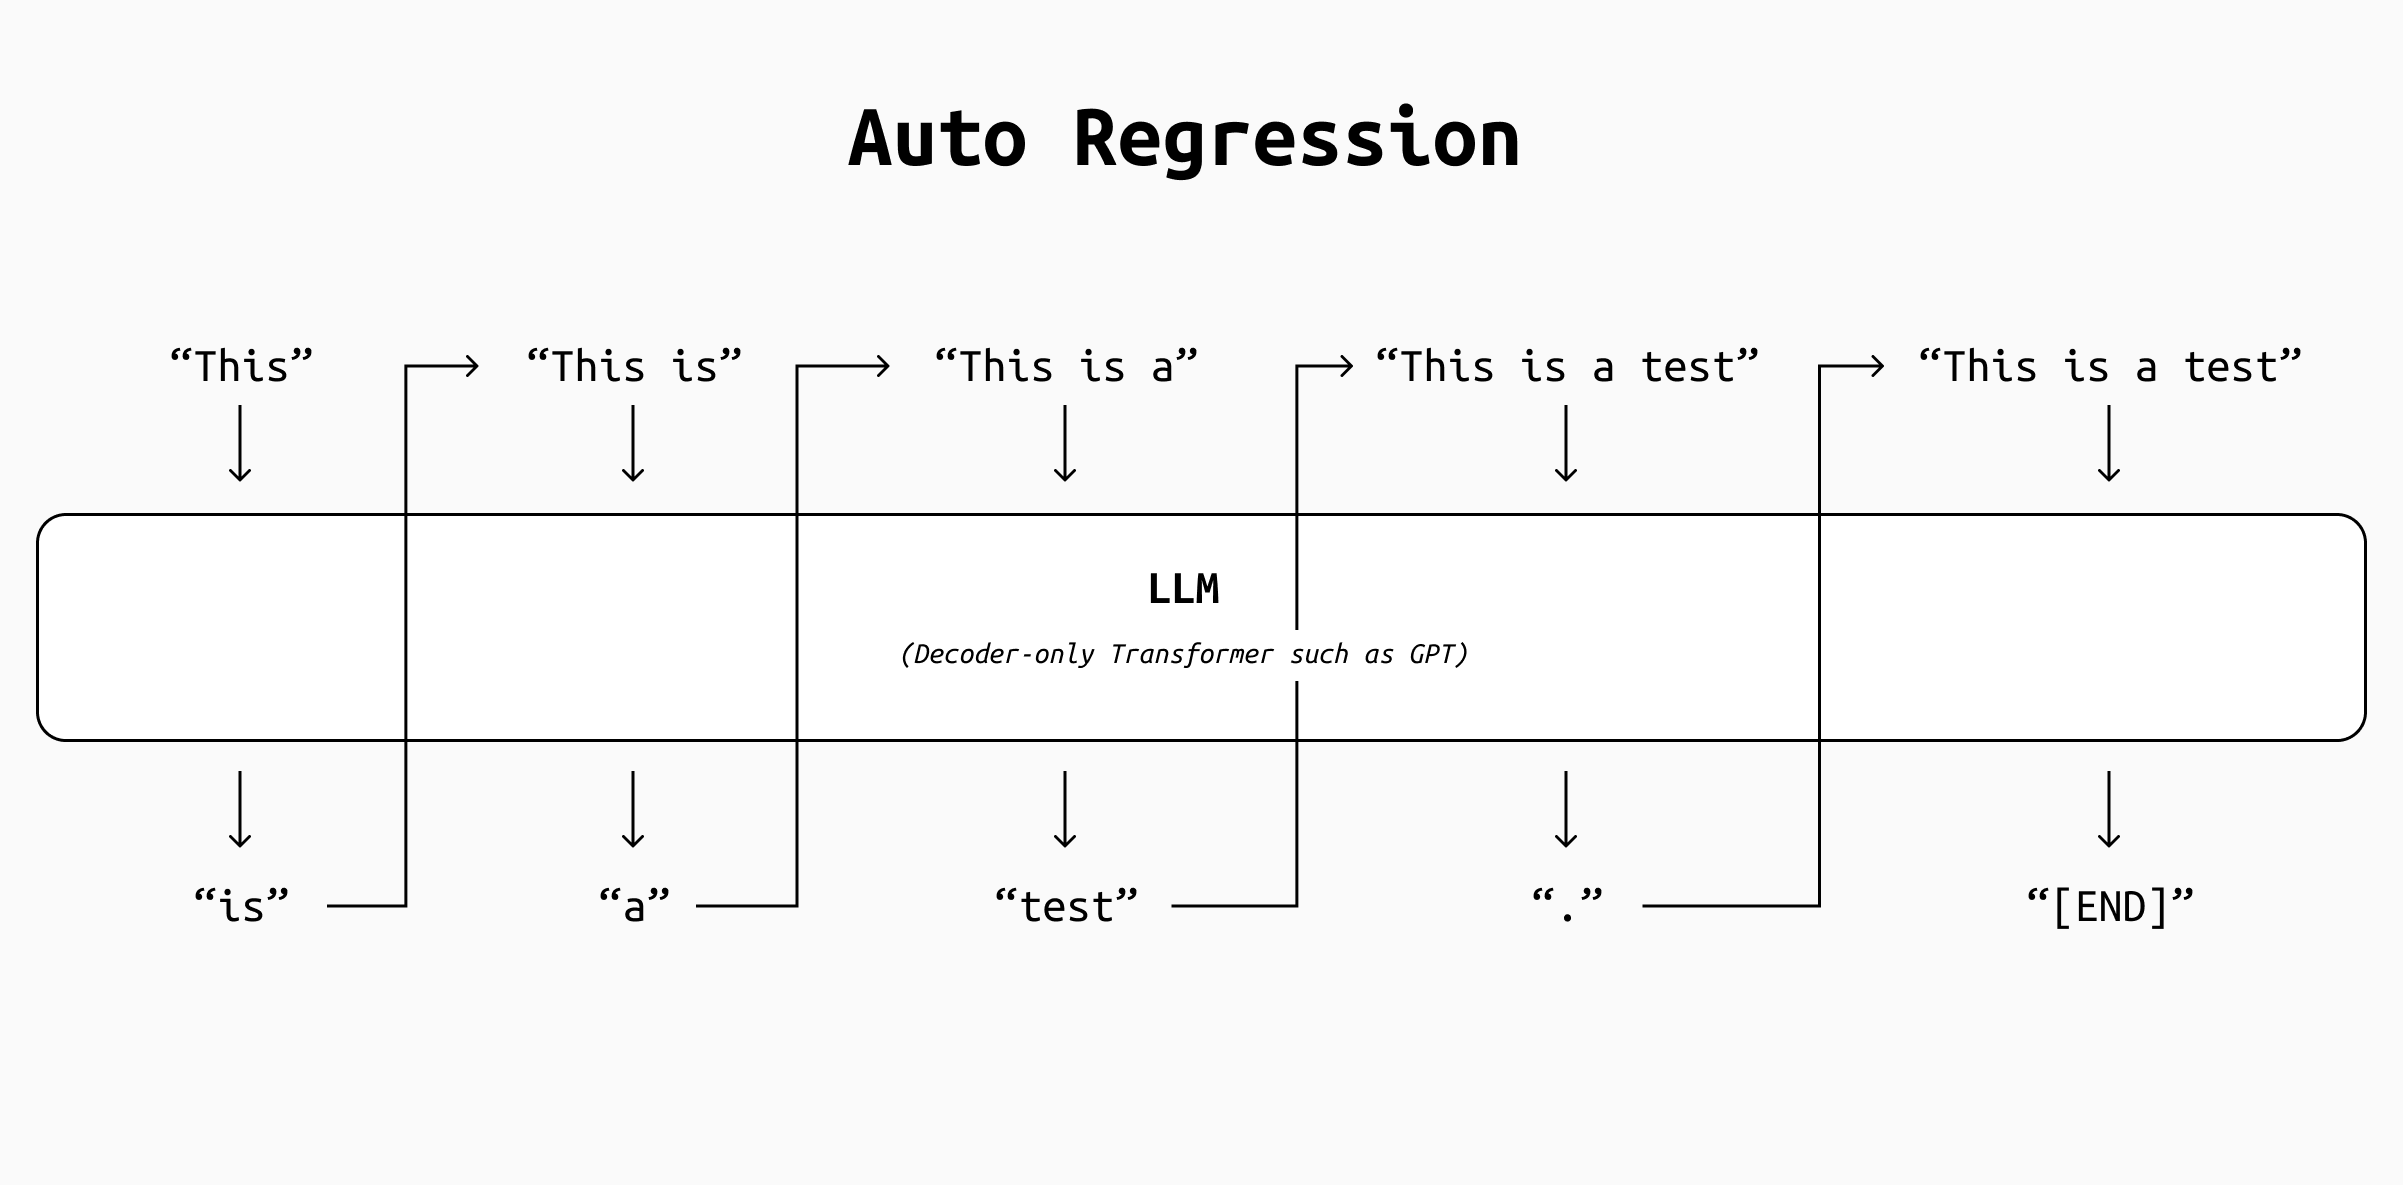 Auto Regression
“This” “This is” “This is a” “This is a test” “This is a test”
LLM
(Decoder-only Transformer such as GPT)
“is” “a” “test” “.” “[END]”